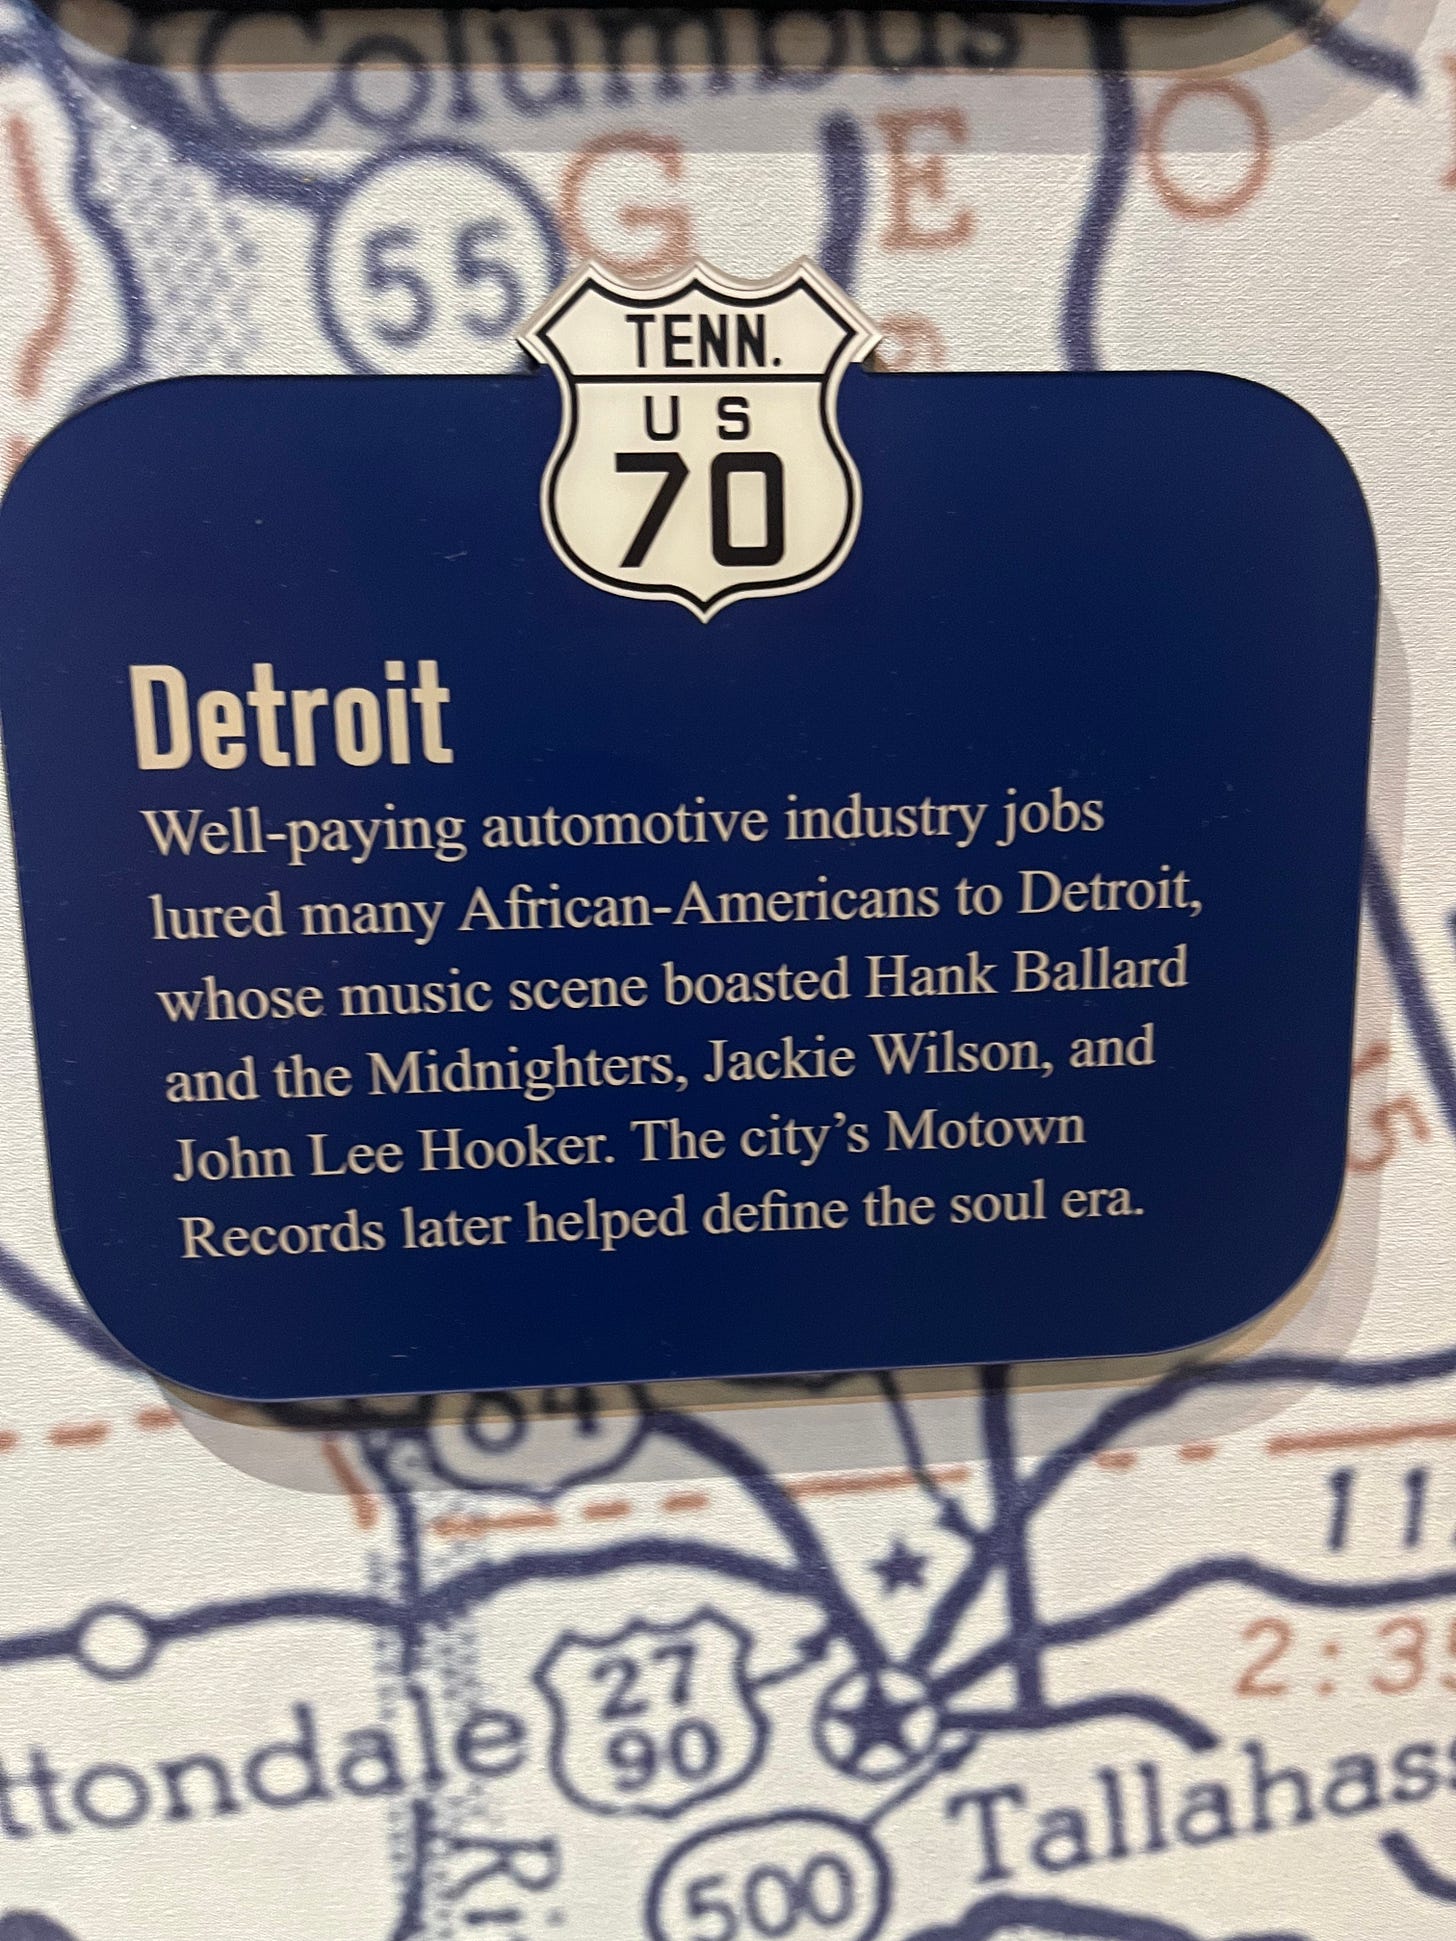 Columbus
G E O
55
TENN.
U S
70
Detroit
Well-paying automotive industry jobs
lured many African-Americans to Detroit,
whose music scene boasted Hank Ballard
and the Midnighters, Jackie Wilson, and
John Lee Hooker. The city’s Motown
Records later helped define the soul era.
11
27
90
ttondale
Tallahass
Ri
500